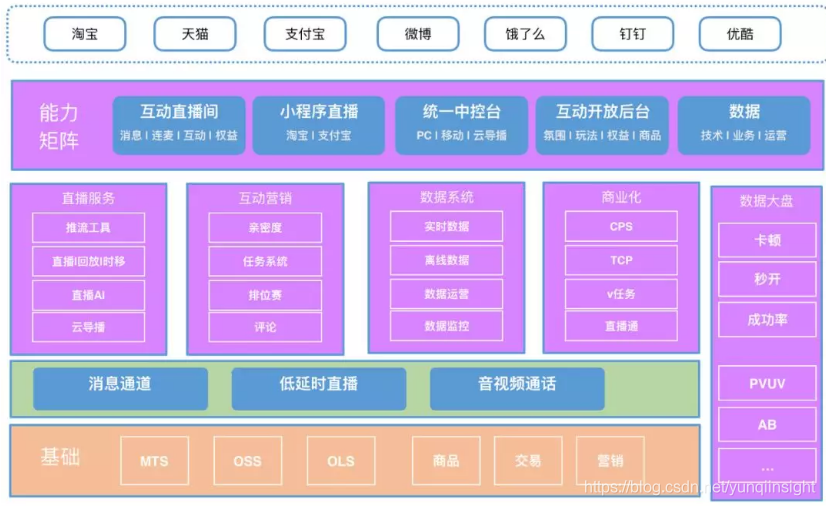 淘宝
天猫
支付宝
微博
饿了么
钉钉
优酷
能力
矩阵
互动直播间
消息 | 连麦 | 互动 | 权益
小程序直播
淘宝 | 支付宝
统一中控台
PC | 移动 | 云导播
互动开放后台
氛围 | 玩法 | 权益 | 商品
数据
技术 | 业务 | 运营
直播服务
推流工具
直播|回放|时移
直播AI
云导播
互动营销
亲密度
任务系统
排位赛
评论
数据系统
实时数据
离线数据
数据运营
数据监控
商业化
CPS
TCP
v任务
直播通
数据大盘
卡顿
秒开
成功率
PVUV
AB
...
消息通道
低延时直播
音视频通话
基础
MTS
OSS
OLS
商品
交易
营销
https://blog.csdn.net/yunqiinsight